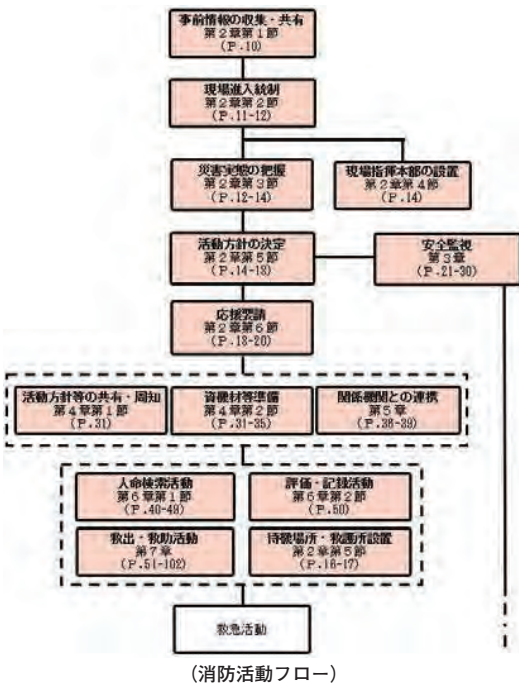 事前情報の収集・共有
第2章第1節
(P.10)
現場進入統制
第2章第2節
(P.11-12)
災害実態の把握
第2章第3節
(P.12-14)
現場指揮本部の設置
第2章第4節
(P.14)
活動方針の決定
第2章第5節
(P.14-18)
安全監視
第3章
(P.21-30)
応援要請
第2章第6節
(P.18-20)
活動方針等の共有・周知
第4章第1節
(P.31)
資機材等準備
第4章第2節
(P.31-35)
関係機関との連携
第5章
(P.36-39)
人命検索活動
第6章第1節
(P.40-49)
評価・記録活動
第6章第2節
(P.50)
救出・救助活動
第7章
(P.51-102)
待機場所・救護所設置
第2章第5節
(P.16-17)
救急活動
(消防活動フロー)